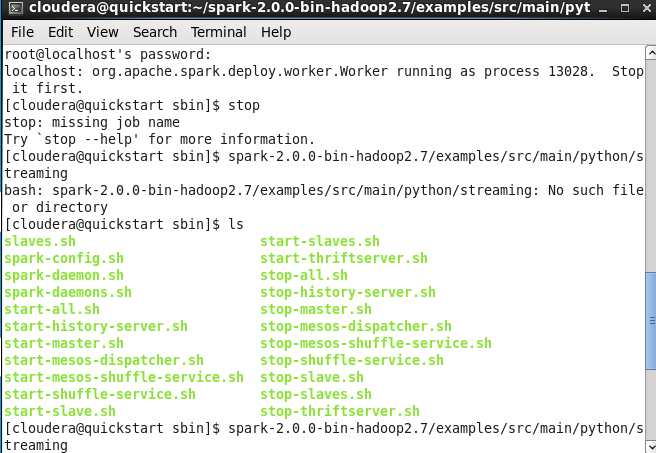 cloudera@quickstart:~/spark-2.0.0-bin-hadoop2.7/examples/src/main/pyt
File Edit View Search Terminal Help
root@localhost's password:
localhost: org.apache.spark.deploy.worker.Worker running as process 13028.  Stop
 it first.
[cloudera@quickstart sbin]$ stop
stop: missing job name
Try `stop --help' for more information.
[cloudera@quickstart sbin]$ spark-2.0.0-bin-hadoop2.7/examples/src/main/python/s
treaming
bash: spark-2.0.0-bin-hadoop2.7/examples/src/main/python/streaming: No such file
 or directory
[cloudera@quickstart sbin]$ ls
slaves.sh                       start-slaves.sh
spark-config.sh                 start-thriftserver.sh
spark-daemon.sh                 stop-all.sh
spark-daemons.sh                stop-history-server.sh
start-all.sh                    stop-master.sh
start-history-server.sh         stop-mesos-dispatcher.sh
start-master.sh                 stop-mesos-shuffle-service.sh
start-mesos-dispatcher.sh       stop-shuffle-service.sh
start-mesos-shuffle-service.sh  stop-slave.sh
start-shuffle-service.sh        stop-slaves.sh
start-slave.sh                  stop-thriftserver.sh
[cloudera@quickstart sbin]$ spark-2.0.0-bin-hadoop2.7/examples/src/main/python/s
treaming